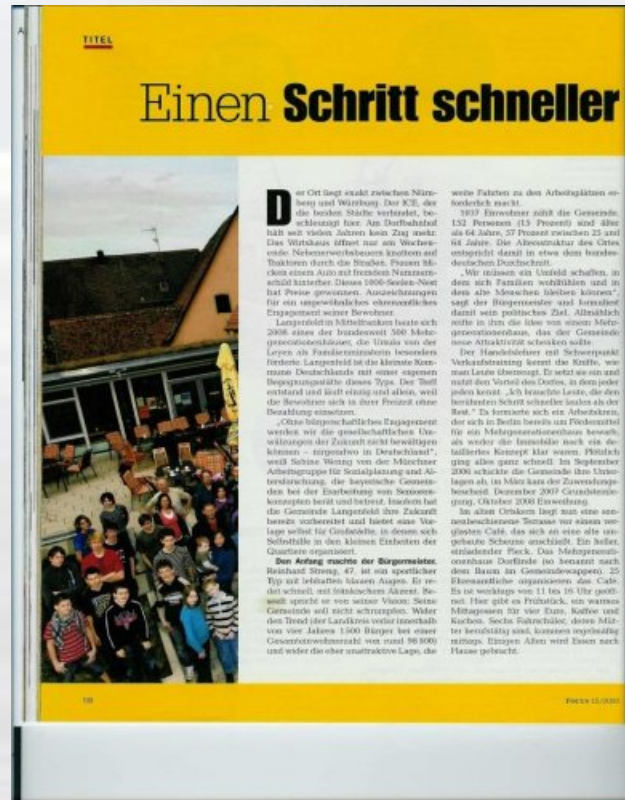 TITEL
Einen Schritt schneller
Der Ort liegt exakt zwischen Nürn-
berg und Würzburg. Der ICE, der
die beiden Städte verbindet, be-
schleunigt hier. Am Dorfbahnhof
hält seit vielen Jahren kein Zug mehr.
Das Wirtshaus öffnet nur am Wochen-
ende. Nebenerwerbsbauern knattern auf
Traktoren durch die Straßen. Frauen bli-
cken einem Auto mit fremdem Nummern-
schild hinterher. Dieses 1000-Seelen-Nest
hat Preise gewonnen. Auszeichnungen
für ein ungewöhnliches ehrenamtliches
Engagement seiner Bewohner.
Langenfeld in Mittelfranken baute sich
2008 eines der bundesweit 500 Mehr-
generationenhäuser, die Ursula von der
Leyen als Familienministerin besonders
förderte. Langenfeld ist die kleinste Kom-
mune Deutschlands mit einer eigenen
Begegnungsstätte dieses Typs. Der Treff
entstand und läuft einzig und allein, weil
die Bewohner sich in ihrer Freizeit ohne
Bezahlung einsetzen.
„Ohne bürgerschaftliches Engagement
werden wir die gesellschaftlichen Um-
wälzungen der Zukunft nicht bewältigen
können – nirgendwo in Deutschland“,
weiß Sabine Wenng von der Münchner
Arbeitsgruppe für Sozialplanung und Al-
tersforschung, die bayerische Gemein-
den bei der Erarbeitung von Senioren-
konzepten berät und betreut. Insofern hat
die Gemeinde Langenfeld ihre Zukunft
bereits vorbereitet und bietet eine Vor-
lage selbst für Großstädte, in denen sich
Selbsthilfe in den kleinen Einheiten der
Quartiere organisiert.
Den Anfang machte der Bürgermeister.
Reinhard Streng, 47, ist ein sportlicher
Typ mit lebhaften blauen Augen. Er re-
det schnell, mit fränkischem Akzent. Be-
seelt spricht er von seiner Vision: Seine
Gemeinde soll nicht schrumpfen. Wider
den Trend (der Landkreis verlor innerhalb
von vier Jahren 1500 Bürger bei einer
Gesamteinwohnerzahl von rund 98 800)
und wider die eher unattraktive Lage, die
weite Fahrten zu den Arbeitsplätzen er-
forderlich macht.
1037 Einwohner zählt die Gemeinde.
152 Personen (15 Prozent) sind älter
als 64 Jahre, 57 Prozent zwischen 25 und
64 Jahre. Die Altersstruktur des Ortes
entspricht damit in etwa dem bundes-
deutschen Durchschnitt.
„Wir müssen ein Umfeld schaffen, in
dem sich Familien wohlfühlen und in
dem alte Menschen bleiben können“,
sagt der Bürgermeister und formuliert
damit sein politisches Ziel. Allmählich
reifte in ihm die Idee von einem Mehr-
generationenhaus, das der Gemeinde
neue Attraktivität schenken sollte.
Der Handelslehrer mit Schwerpunkt
Verkaufstraining kennt die Kniffe, wie
man Leute überzeugt. Er setzt sie ein und
nutzt den Vorteil des Dorfes, in dem jeder
jeden kennt. „Ich brauchte Leute, die den
berühmten Schritt schneller laufen als der
Rest.“ Es formierte sich ein Arbeitskreis,
der sich in Berlin bereits um Fördermittel
für ein Mehrgenerationenhaus bewarb,
als weder die Immobilie noch ein de-
tailliertes Konzept klar waren. Plötzlich
ging alles ganz schnell. Im September
2006 schickte die Gemeinde ihre Unter-
lagen ab, im März kam der Zuwendungs-
bescheid. Dezember 2007 Grundsteinle-
gung, Oktober 2008 Einweihung.
Im alten Ortskern liegt nun eine son-
nenbeschienene Terrasse vor einem ver-
glasten Café, das sich an eine alte um-
gebaute Scheune anschließt. Ein heller,
einladender Fleck. Das Mehrgenerati-
onenhaus Dorflinde (so benannt nach
dem Baum im Gemeindewappen). 25
Ehrenamtliche organisieren das Café.
Es ist werktags von 11 bis 16 Uhr geöff-
net. Hier gibt es Frühstück, ein warmes
Mittagessen für vier Euro, Kaffee und
Kuchen. Sechs Fahrschüler, deren Müt-
ter berufstätig sind, kommen regelmäßig
mittags. Einigen Alten wird Essen nach
Hause gebracht.